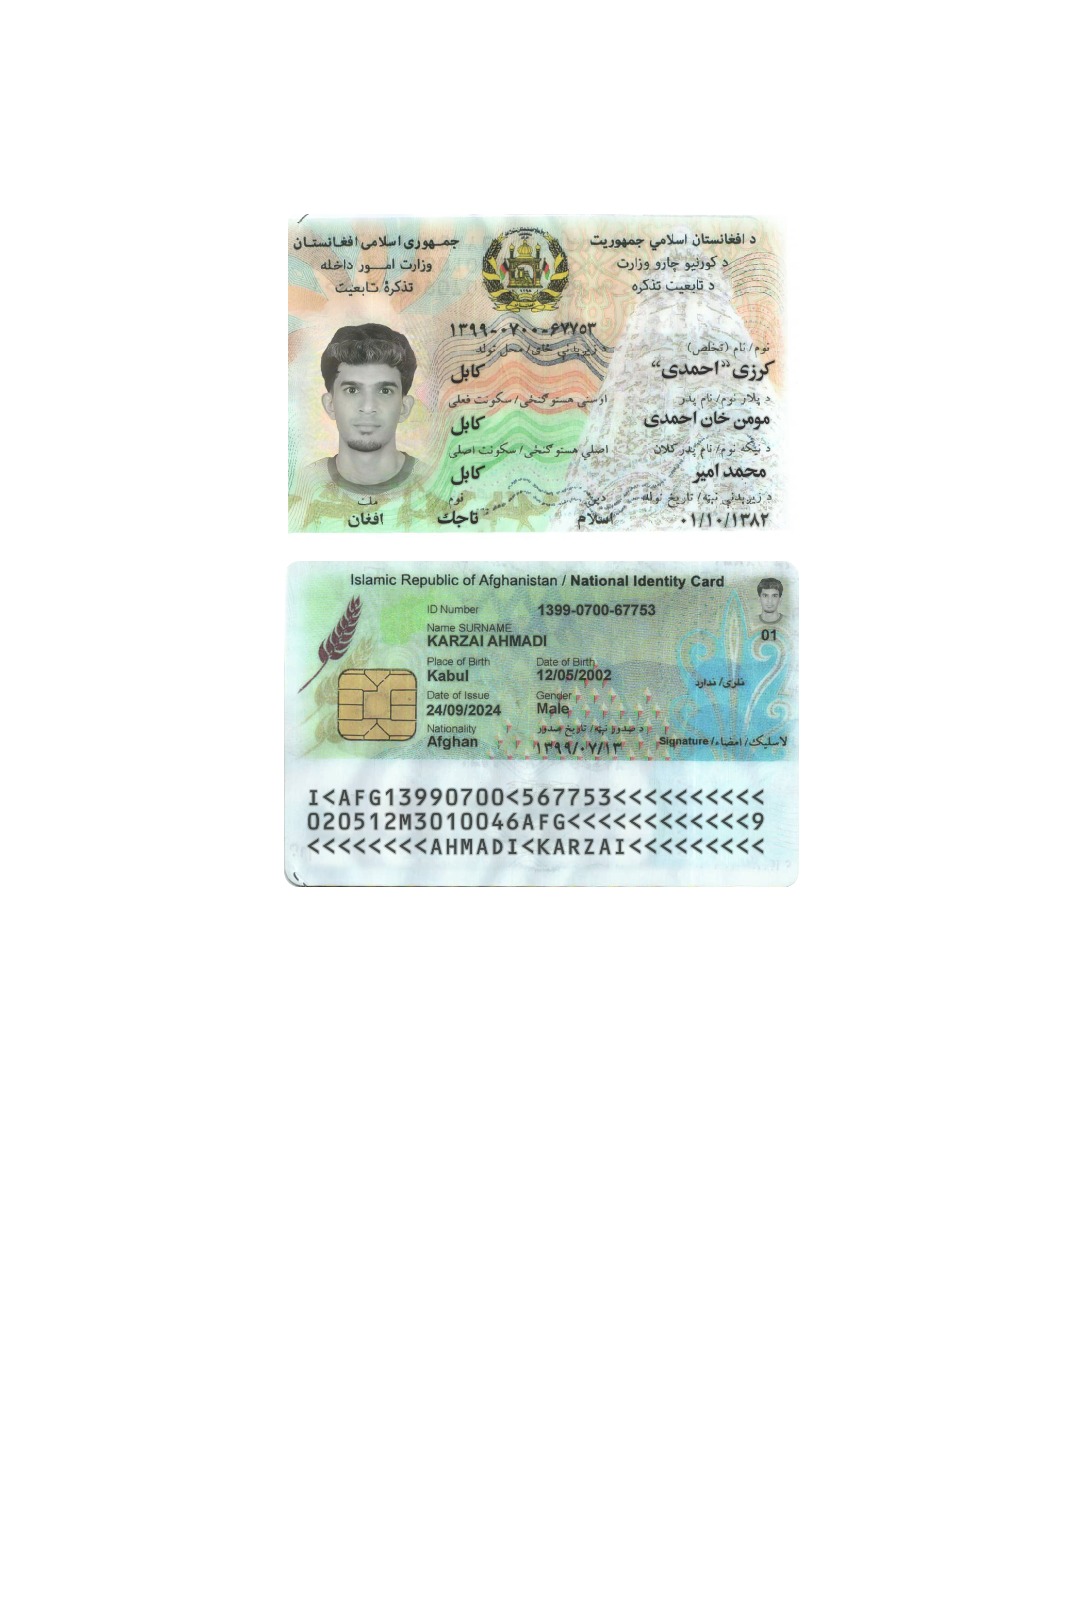 جمهوری اسلامی افغانستان
وزارت امور داخله
تذکرهٔ تابعیت
د افغانستان اسلامي جمهوریت
د کورنیو چارو وزارت
د تابعیت تذکره
۱۳۹۹-۰۷۰۰-۶۷۷۵۳
نوم/ نام (تخلص)
کرزی "احمدی"
د زیږیدنې ځای/ محل تولد
کابل
د پلار نوم/ نام پدر
مومن خان احمدی
اوسنی هستوګنځی/ سکونت فعلی
کابل
د نیکه نوم/ نام پدر کلان
محمد امیر
اصلي هستوګنځی/ سکونت اصلی
کابل
د زیږیدنې نېټه/ تاریخ تولد
۰۱/۱۰/۱۳۸۲
دین
اسلام
قوم
تاجک
ملت
افغان
Islamic Republic of Afghanistan / National Identity Card
ID Number 1399-0700-67753
01
Name SURNAME
KARZAI AHMADI
Place of Birth Date of Birth
Kabul 12/05/2002
Date of Issue Gender
24/09/2024 Male
Nationality د صدور نېټه/ تاریخ صدور
Afghan ۱۳۹۹/۰۷/۱۳
لاسلیک/ امضاء/ Signature
I<AFG13990700<567753<<<<<<<<<<
020512M3010046AFG<<<<<<<<<<<<9
<<<<<<<<AHMADI<KARZAI<<<<<<<<<